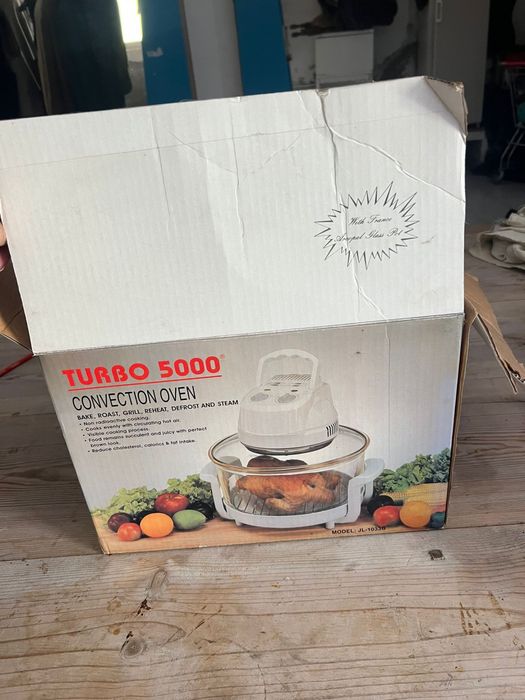 With France
Arcopal Glass Pot
TURBO 5000®
CONVECTION OVEN
BAKE, ROAST, GRILL, REHEAT, DEFROST AND STEAM
• Non radioactive cooking.
• Cooks evenly with circulating hot air.
• Visible cooking process.
• Food remains succulent and juicy with perfect
brown look.
• Reduce cholesterol, calorics & fat intake.
MODEL: JL-1033B